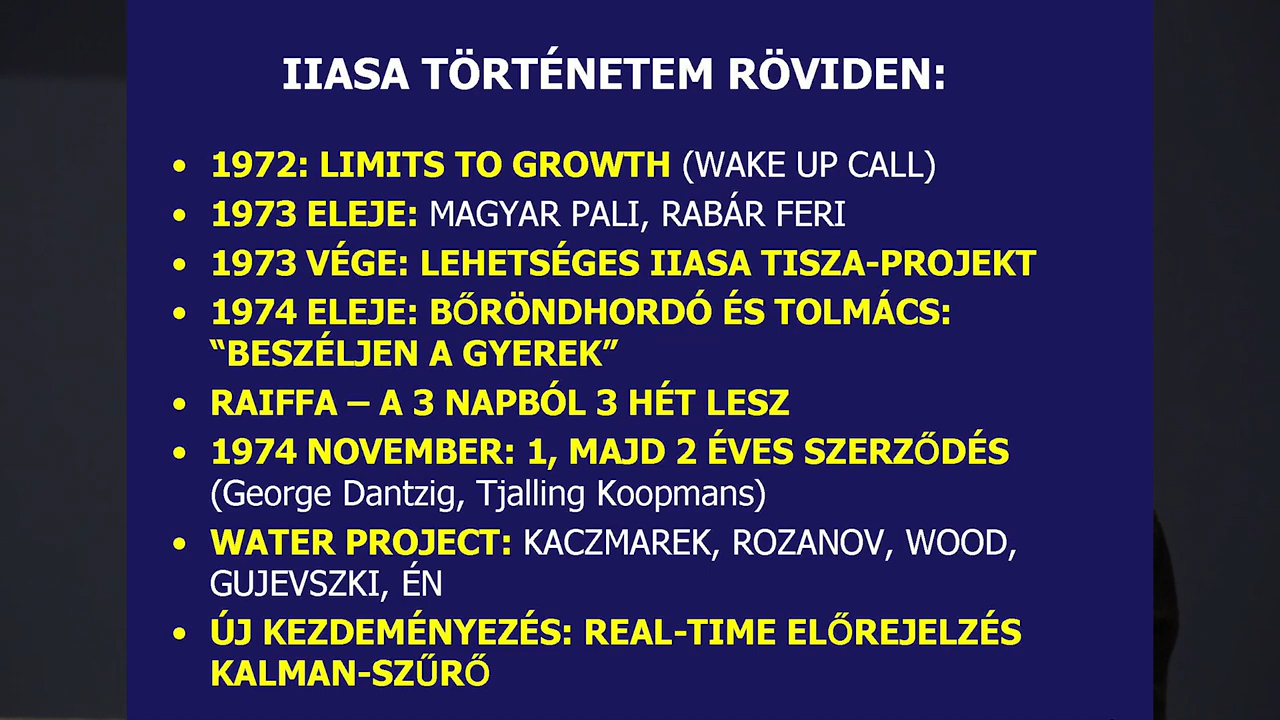 IIASA TÖRTÉNETEM RÖVIDEN:
• 1972: LIMITS TO GROWTH (WAKE UP CALL)
• 1973 ELEJE: MAGYAR PALI, RABÁR FERI
• 1973 VÉGE: LEHETSÉGES IIASA TISZA-PROJEKT
• 1974 ELEJE: BŐRÖNDHORDÓ ÉS TOLMÁCS:
“BESZÉLJEN A GYEREK”
• RAIFFA – A 3 NAPBÓL 3 HÉT LESZ
• 1974 NOVEMBER: 1, MAJD 2 ÉVES SZERZŐDÉS
(George Dantzig, Tjalling Koopmans)
• WATER PROJECT: KACZMAREK, ROZANOV, WOOD,
GUJEVSZKI, ÉN
• ÚJ KEZDEMÉNYEZÉS: REAL-TIME ELŐREJELZÉS
KALMAN-SZŰRŐ